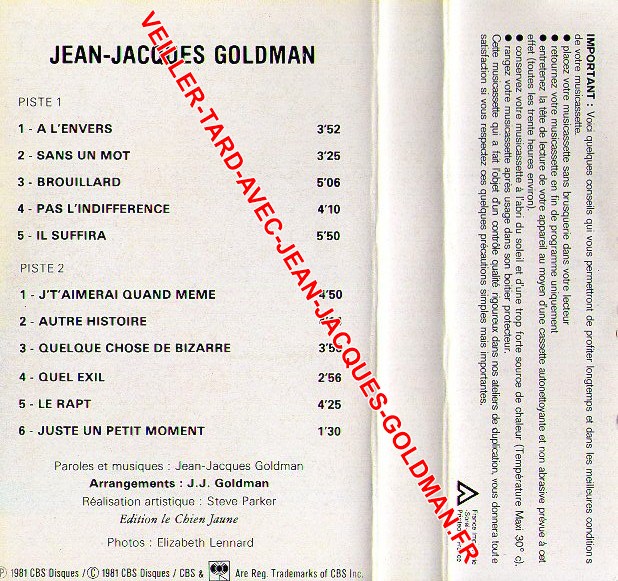 JEAN-JACQUES GOLDMAN
PISTE 1
1 - A L'ENVERS 3'52
2 - SANS UN MOT 3'25
3 - BROUILLARD 5'06
4 - PAS L'INDIFFERENCE 4'10
5 - IL SUFFIRA 5'50
PISTE 2
1 - J'T'AIMERAI QUAND MEME 4'50
2 - AUTRE HISTOIRE
3 - QUELQUE CHOSE DE BIZARRE
4 - QUEL EXIL 2'56
5 - LE RAPT 4'25
6 - JUSTE UN PETIT MOMENT 1'30
Paroles et musiques : Jean-Jacques Goldman
Arrangements : J.J. Goldman
Réalisation artistique : Steve Parker
Edition le Chien Jaune
Photos : Elizabeth Lennard
Ⓟ 1981 CBS Disques / Ⓒ 1981 CBS Disques / CBS & Are Reg. Trademarks of CBS Inc.
VEILLER-TARD-AVEC-JEAN-JACQUES-GOLDMAN.FR
IMPORTANT : Voici quelques conseils qui vous permettront de profiter longtemps et dans les meilleures conditions
de votre musicassette.
● placez votre musicassette sans brusquerie dans votre lecteur
● retournez votre musicassette en fin de programme uniquement
● entretenez la tête de lecture de votre appareil au moyen d'une cassette autonettoyante et non abrasive prévue à cet
effet (toutes les trente heures environ).
● conservez votre musicassette à l'abri du soleil et d'une trop forte source de chaleur (Température Maxi 30° c).
● rangez votre musicassette après usage dans son boîtier protecteur.
Cette musicassette qui a fait l'objet d'un contrôle qualité rigoureux dans nos ateliers de duplication, vous donnera toute
satisfaction si vous respectez ces quelques précautions simples mais importantes.
France